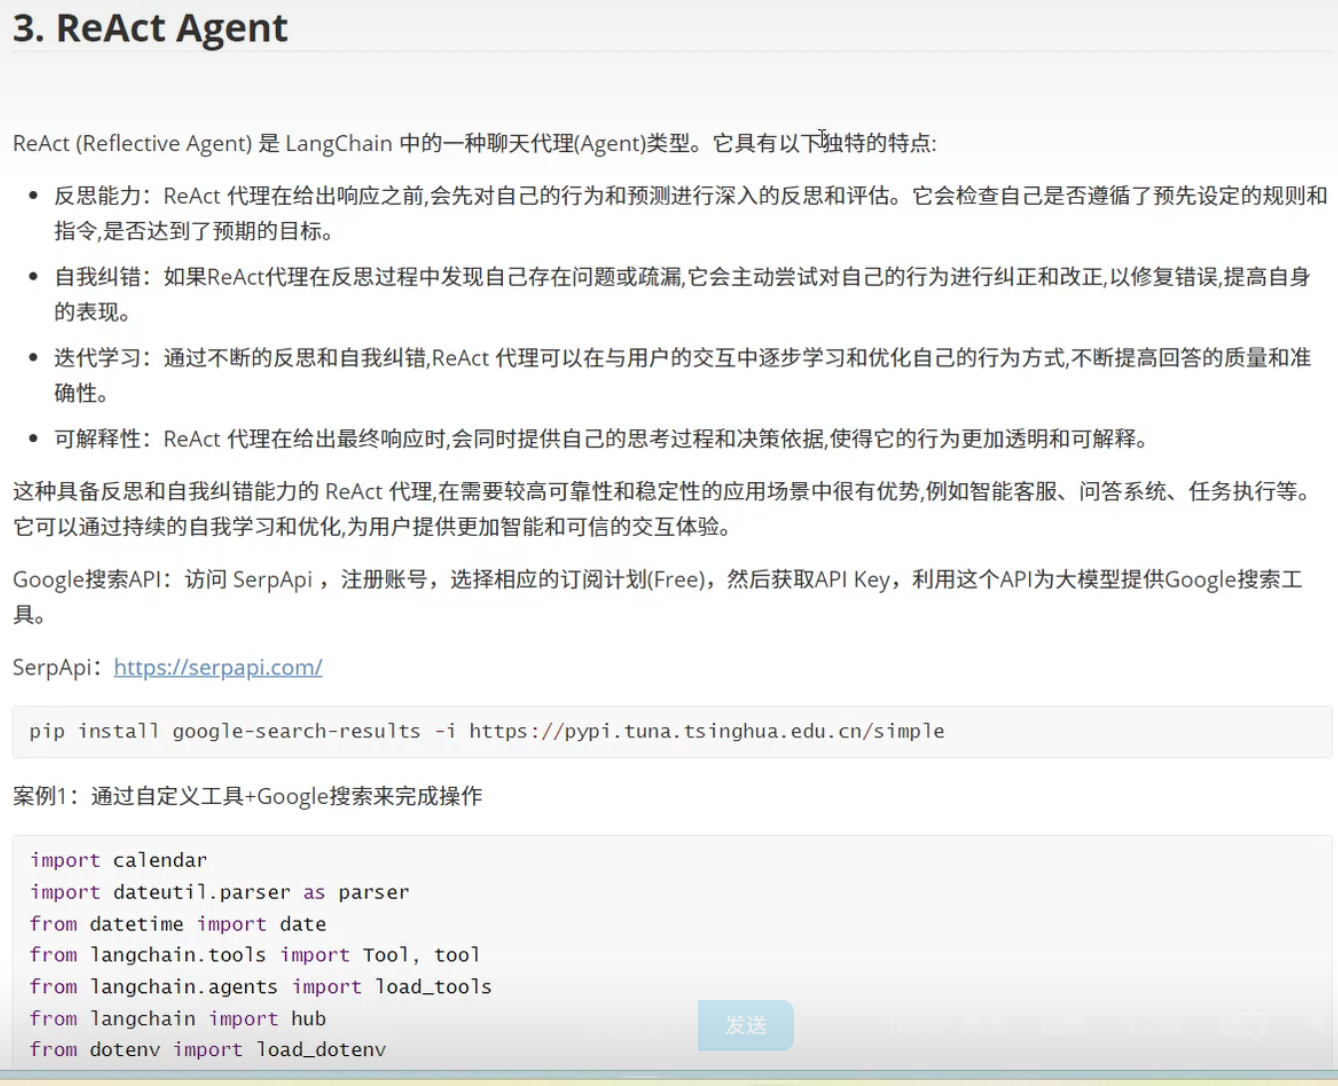 3. ReAct Agent
ReAct (Reflective Agent) 是 LangChain 中的一种聊天代理(Agent)类型。它具有以下独特的特点:
反思能力：ReAct 代理在给出响应之前,会先对自己的行为和预测进行深入的反思和评估。它会检查自己是否遵循了预先设定的规则和
指令,是否达到了预期的目标。
自我纠错：如果ReAct代理在反思过程中发现自己存在问题或疏漏,它会主动尝试对自己的行为进行纠正和改正,以修复错误,提高自身
的表现。
迭代学习：通过不断的反思和自我纠错,ReAct 代理可以在与用户的交互中逐步学习和优化自己的行为方式,不断提高回答的质量和准
确性。
可解释性：ReAct 代理在给出最终响应时,会同时提供自己的思考过程和决策依据,使得它的行为更加透明和可解释。
这种具备反思和自我纠错能力的 ReAct 代理,在需要较高可靠性和稳定性的应用场景中很有优势,例如智能客服、问答系统、任务执行等。
它可以通过持续的自我学习和优化,为用户提供更加智能和可信的交互体验。
Google搜索API：访问 SerpApi ，注册账号，选择相应的订阅计划(Free)，然后获取API Key，利用这个API为大模型提供Google搜索工
具。
SerpApi：https://serpapi.com/
pip install google-search-results -i https://pypi.tuna.tsinghua.edu.cn/simple
案例1：通过自定义工具+Google搜索来完成操作
import calendar
import dateutil.parser as parser
from datetime import date
from langchain.tools import Tool, tool
from langchain.agents import load_tools
from langchain import hub
from dotenv import load_dotenv
发送